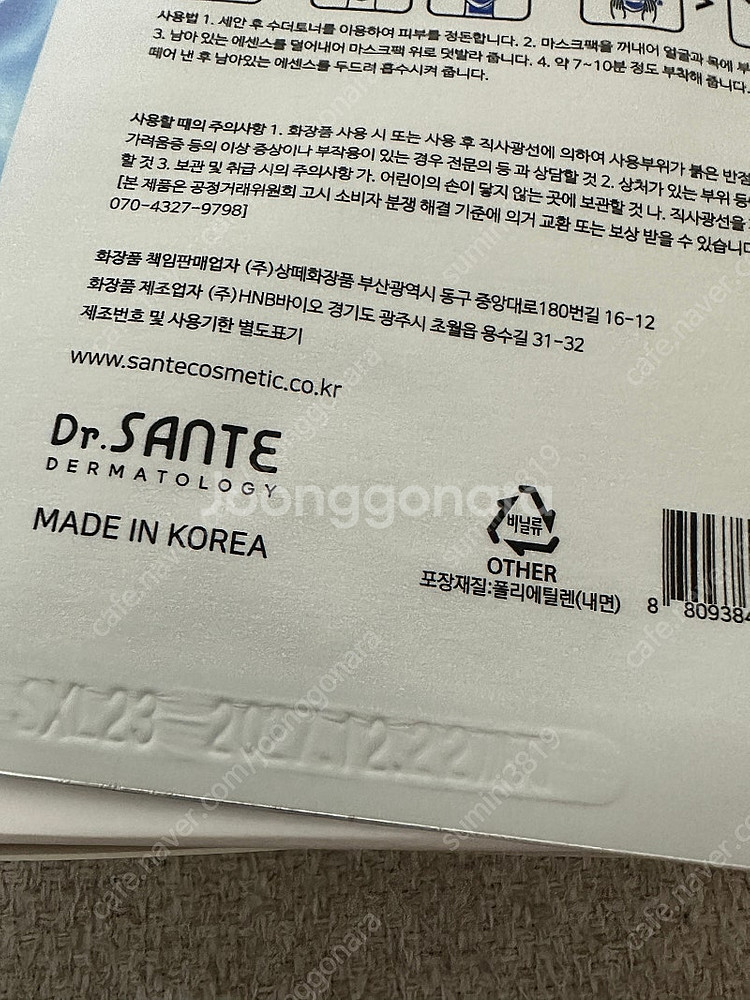 사용법 1. 세안 후 수더토너를 이용하여 피부를 정돈합니다. 2. 마스크팩을 꺼내어 얼굴과 목에 부
3. 남아 있는 에센스를 덜어내어 마스크팩 위로 덧발라 줍니다. 4. 약 7~10분 정도 부착해 줍니다.
떼어 낸 후 남아있는 에센스를 두드려 흡수시켜 줍니다.
사용할 때의 주의사항 1. 화장품 사용 시 또는 사용 후 직사광선에 의하여 사용부위가 붉은 반점
가려움증 등의 이상 증상이나 부작용이 있는 경우 전문의 등 과 상담할 것 2. 상처가 있는 부위 등
할 것 3. 보관 및 취급 시의 주의사항 가. 어린이의 손이 닿지 않는 곳에 보관할 것 나. 직사광선을
[본 제품은 공정거래위원회 고시 소비자 분쟁 해결 기준에 의거 교환 또는 보상 받을 수 있습니다
070-4327-9798]
화장품 책임판매업자 (주)상떼화장품 부산광역시 동구 중앙대로180번길 16-12
화장품 제조업자 (주)HNB바이오 경기도 광주시 초월읍 용수길 31-32
제조번호 및 사용기한 별도표기
www.santecosmetic.co.kr
Dr.SANTE
DERMATOLOGY
MADE IN KOREA
비닐류
OTHER
포장재질:폴리에틸렌(내면)
8 809384
12.22
joonggonara
cafe.naver.com/joonggonara
sumini3819